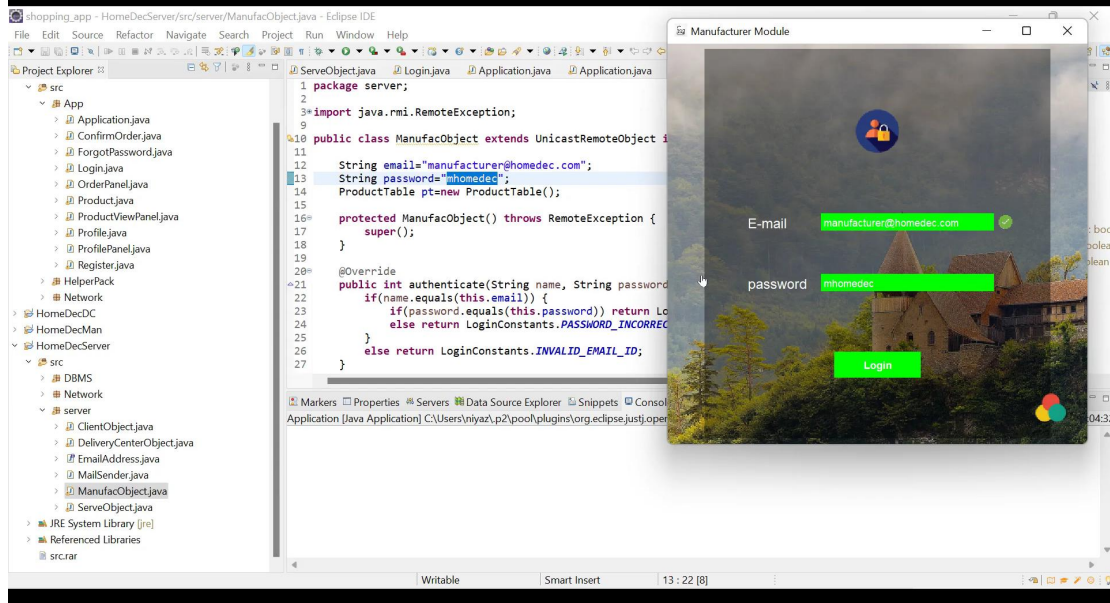 shopping_app - HomeDecServer/src/server/ManufacObject.java - Eclipse IDE
File Edit Source Refactor Navigate Search Project Run Window Help
Project Explorer
src
App
Application.java
ConfirmOrder.java
ForgotPassword.java
Login.java
OrderPanel.java
Product.java
ProductViewPanel.java
Profile.java
ProfilePanel.java
Register.java
HelperPack
Network
HomeDecDC
HomeDecMan
HomeDecServer
src
DBMS
Network
server
ClientObject.java
DeliveryCenterObject.java
EmailAddress.java
MailSender.java
ManufacObject.java
ServeObject.java
JRE System Library [jre]
Referenced Libraries
src.rar
ServeObject.java Login.java Application.java Application.java
1 package server;
2
3 import java.rmi.RemoteException;
9
10 public class ManufacObject extends UnicastRemoteObject i
11
12 String email="manufacturer@homedec.com";
13 String password="mhomedec";
14 ProductTable pt=new ProductTable();
15
16 protected ManufacObject() throws RemoteException {
17 super();
18 }
19
20 @Override
21 public int authenticate(String name, String password
22 if(name.equals(this.email)) {
23 if(password.equals(this.password)) return Lo
24 else return LoginConstants.PASSWORD_INCORREC
25 }
26 else return LoginConstants.INVALID_EMAIL_ID;
27 }
Markers Properties Servers Data Source Explorer Snippets Consol
Application [Java Application] C:\Users\niyaz\.p2\pool\plugins\org.eclipse.justj.oper
:04:32
Writable Smart Insert 13 : 22 [8]
Manufacturer Module
E-mail manufacturer@homedec.com
password mhomedec
Login
: boo
oolea
olean